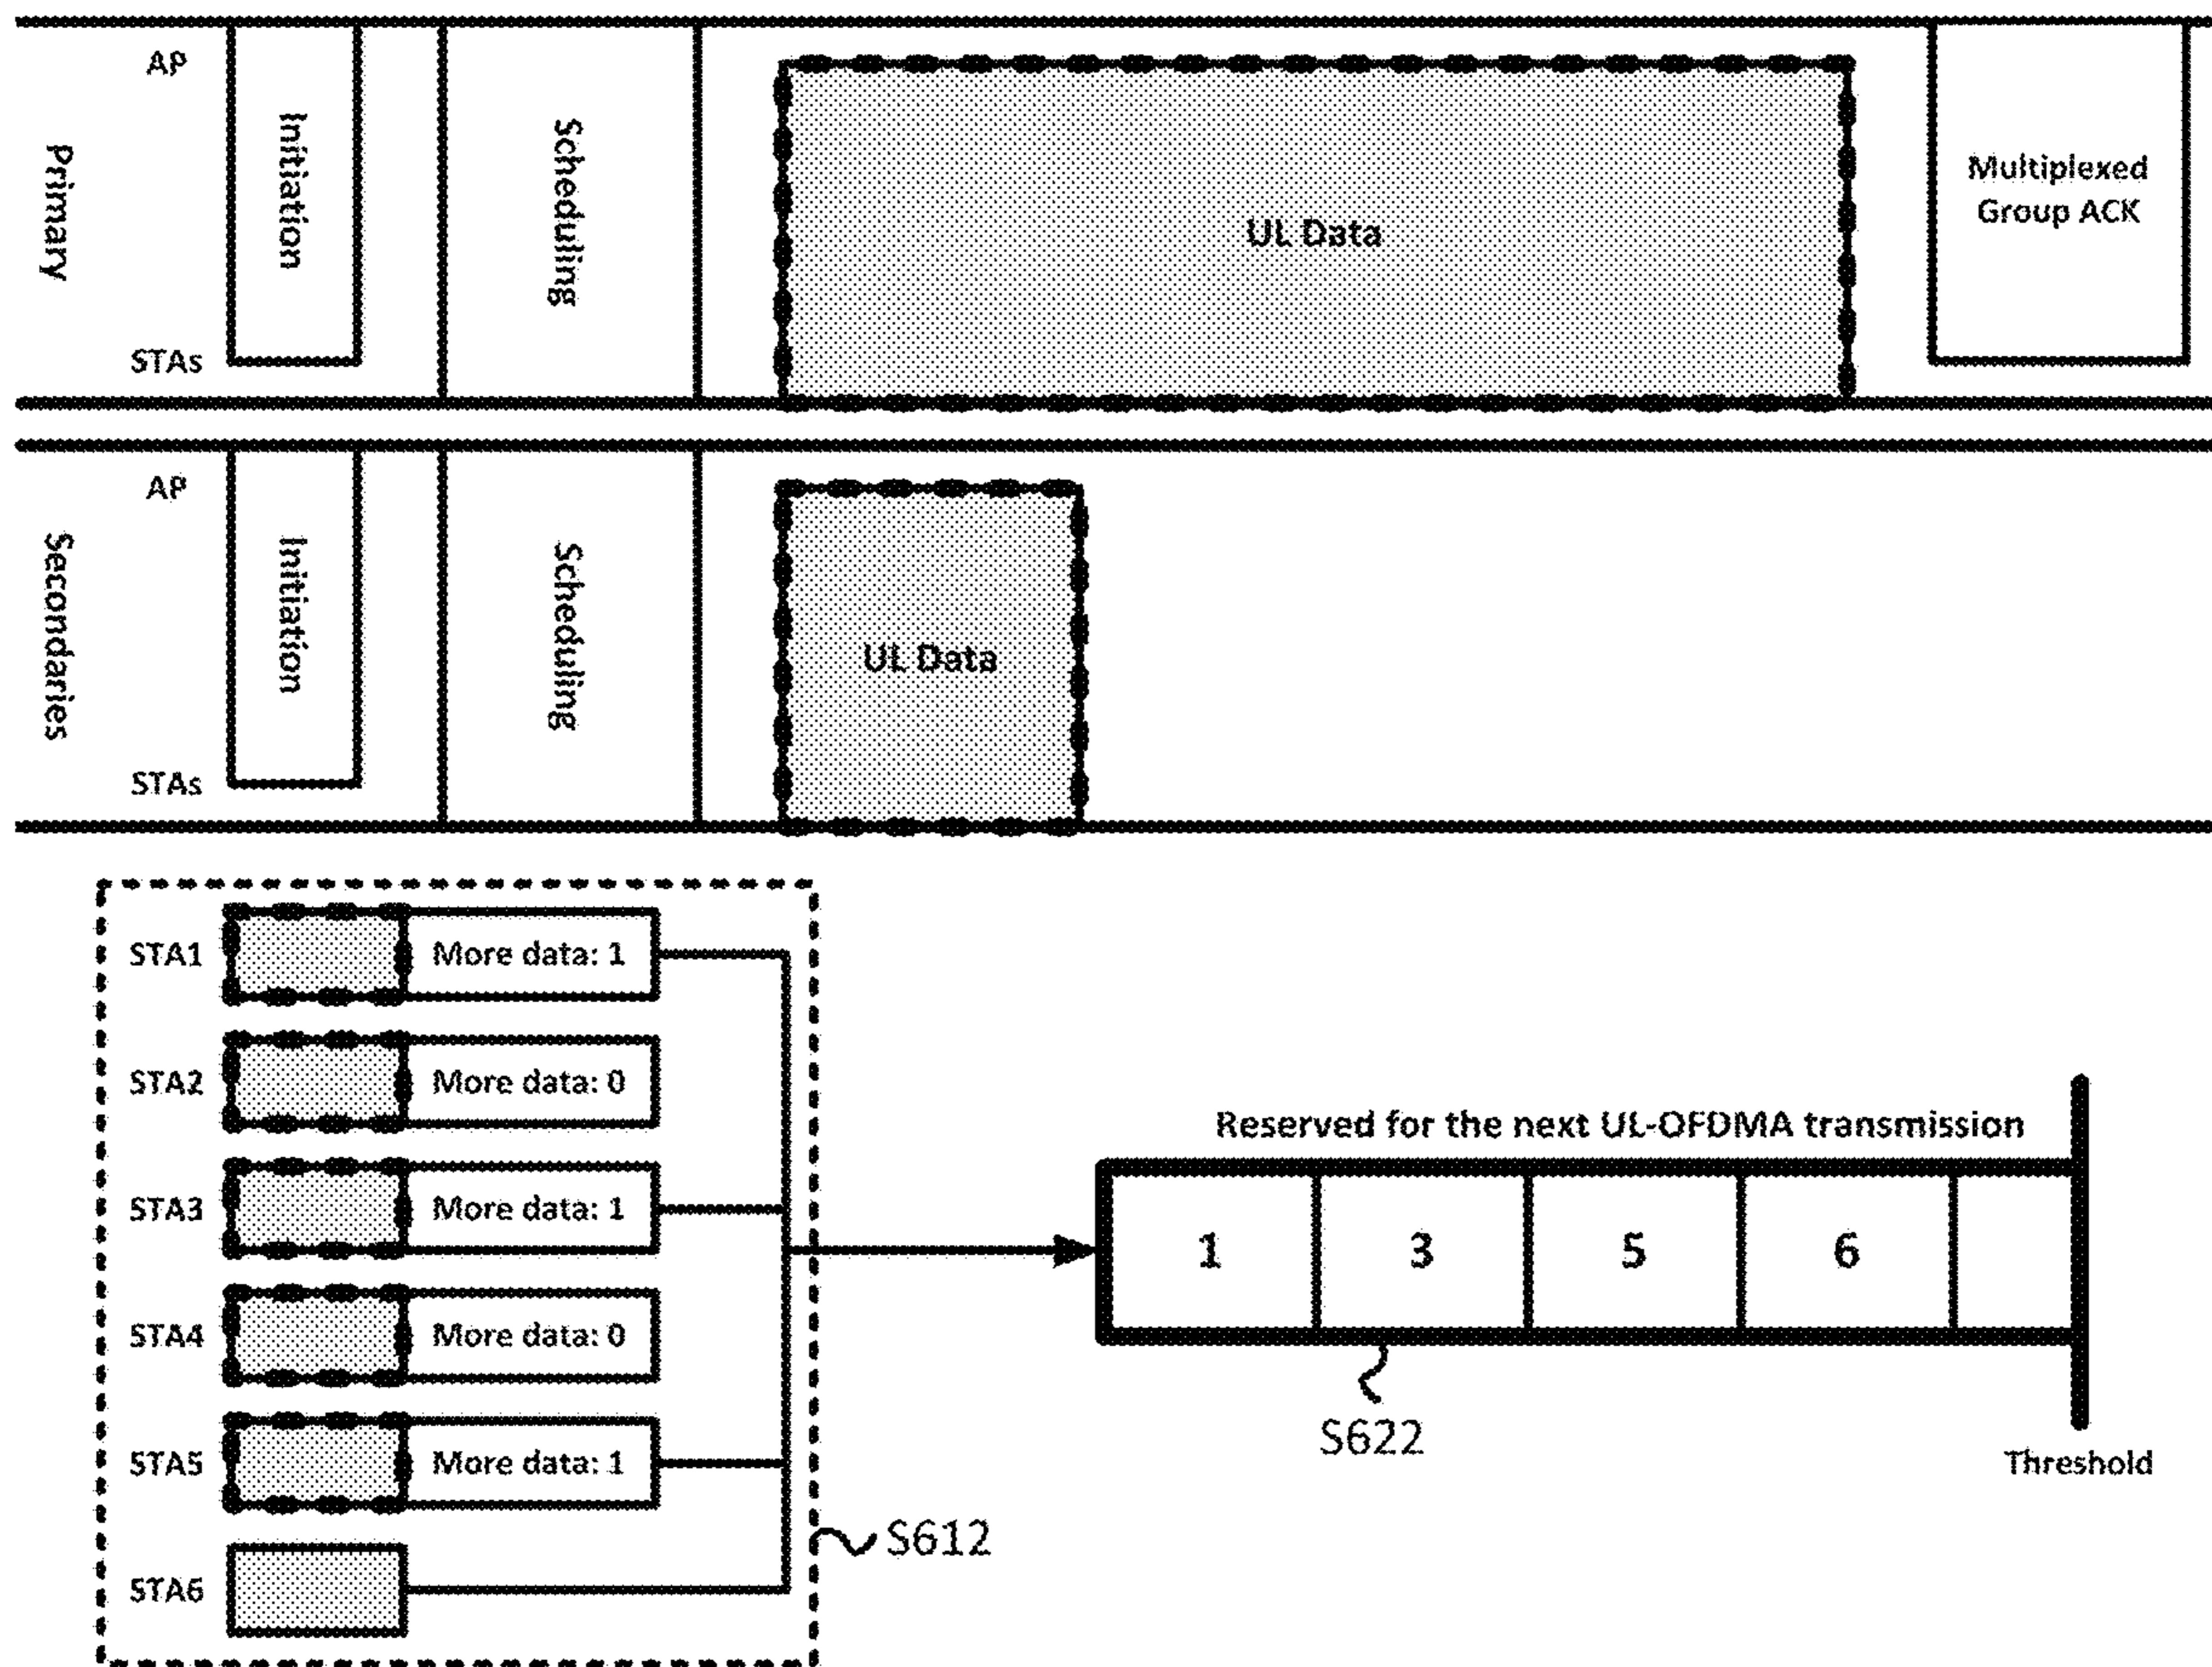 Primary
AP
STAs
Initiation
Scheduling
UL Data
Multiplexed
Group ACK
Secondaries
AP
STAs
Initiation
Scheduling
UL Data
STA1
More data: 1
STA2
More data: 0
STA3
More data: 1
STA4
More data: 0
STA5
More data: 1
STA6
S612
Reserved for the next UL-OFDMA transmission
1
3
5
6
S622
Threshold